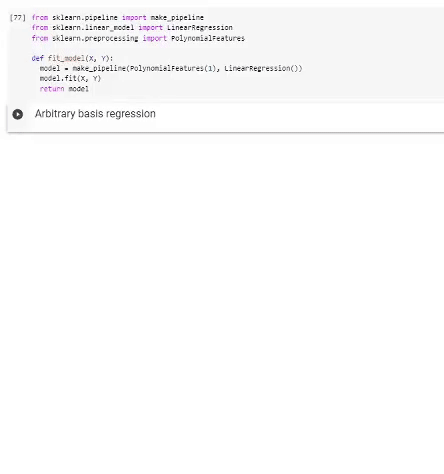 [77] from sklearn.pipeline import make_pipeline
from sklearn.linear_model import LinearRegression
from sklearn.preprocessing import PolynomialFeatures
def fit_model(X, Y):
model = make_pipeline(PolynomialFeatures(1), LinearRegression())
model.fit(X, Y)
return model
Arbitrary basis regression